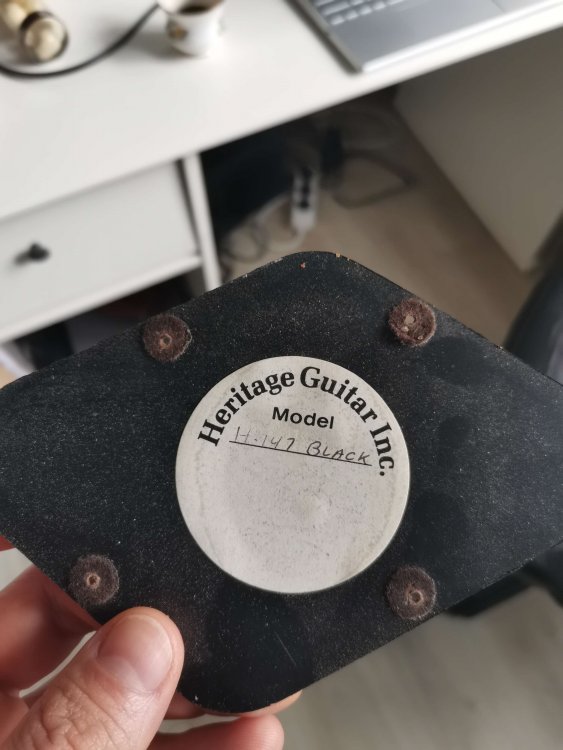 Heritage Guitar Inc.
Model
H-147 BLACK